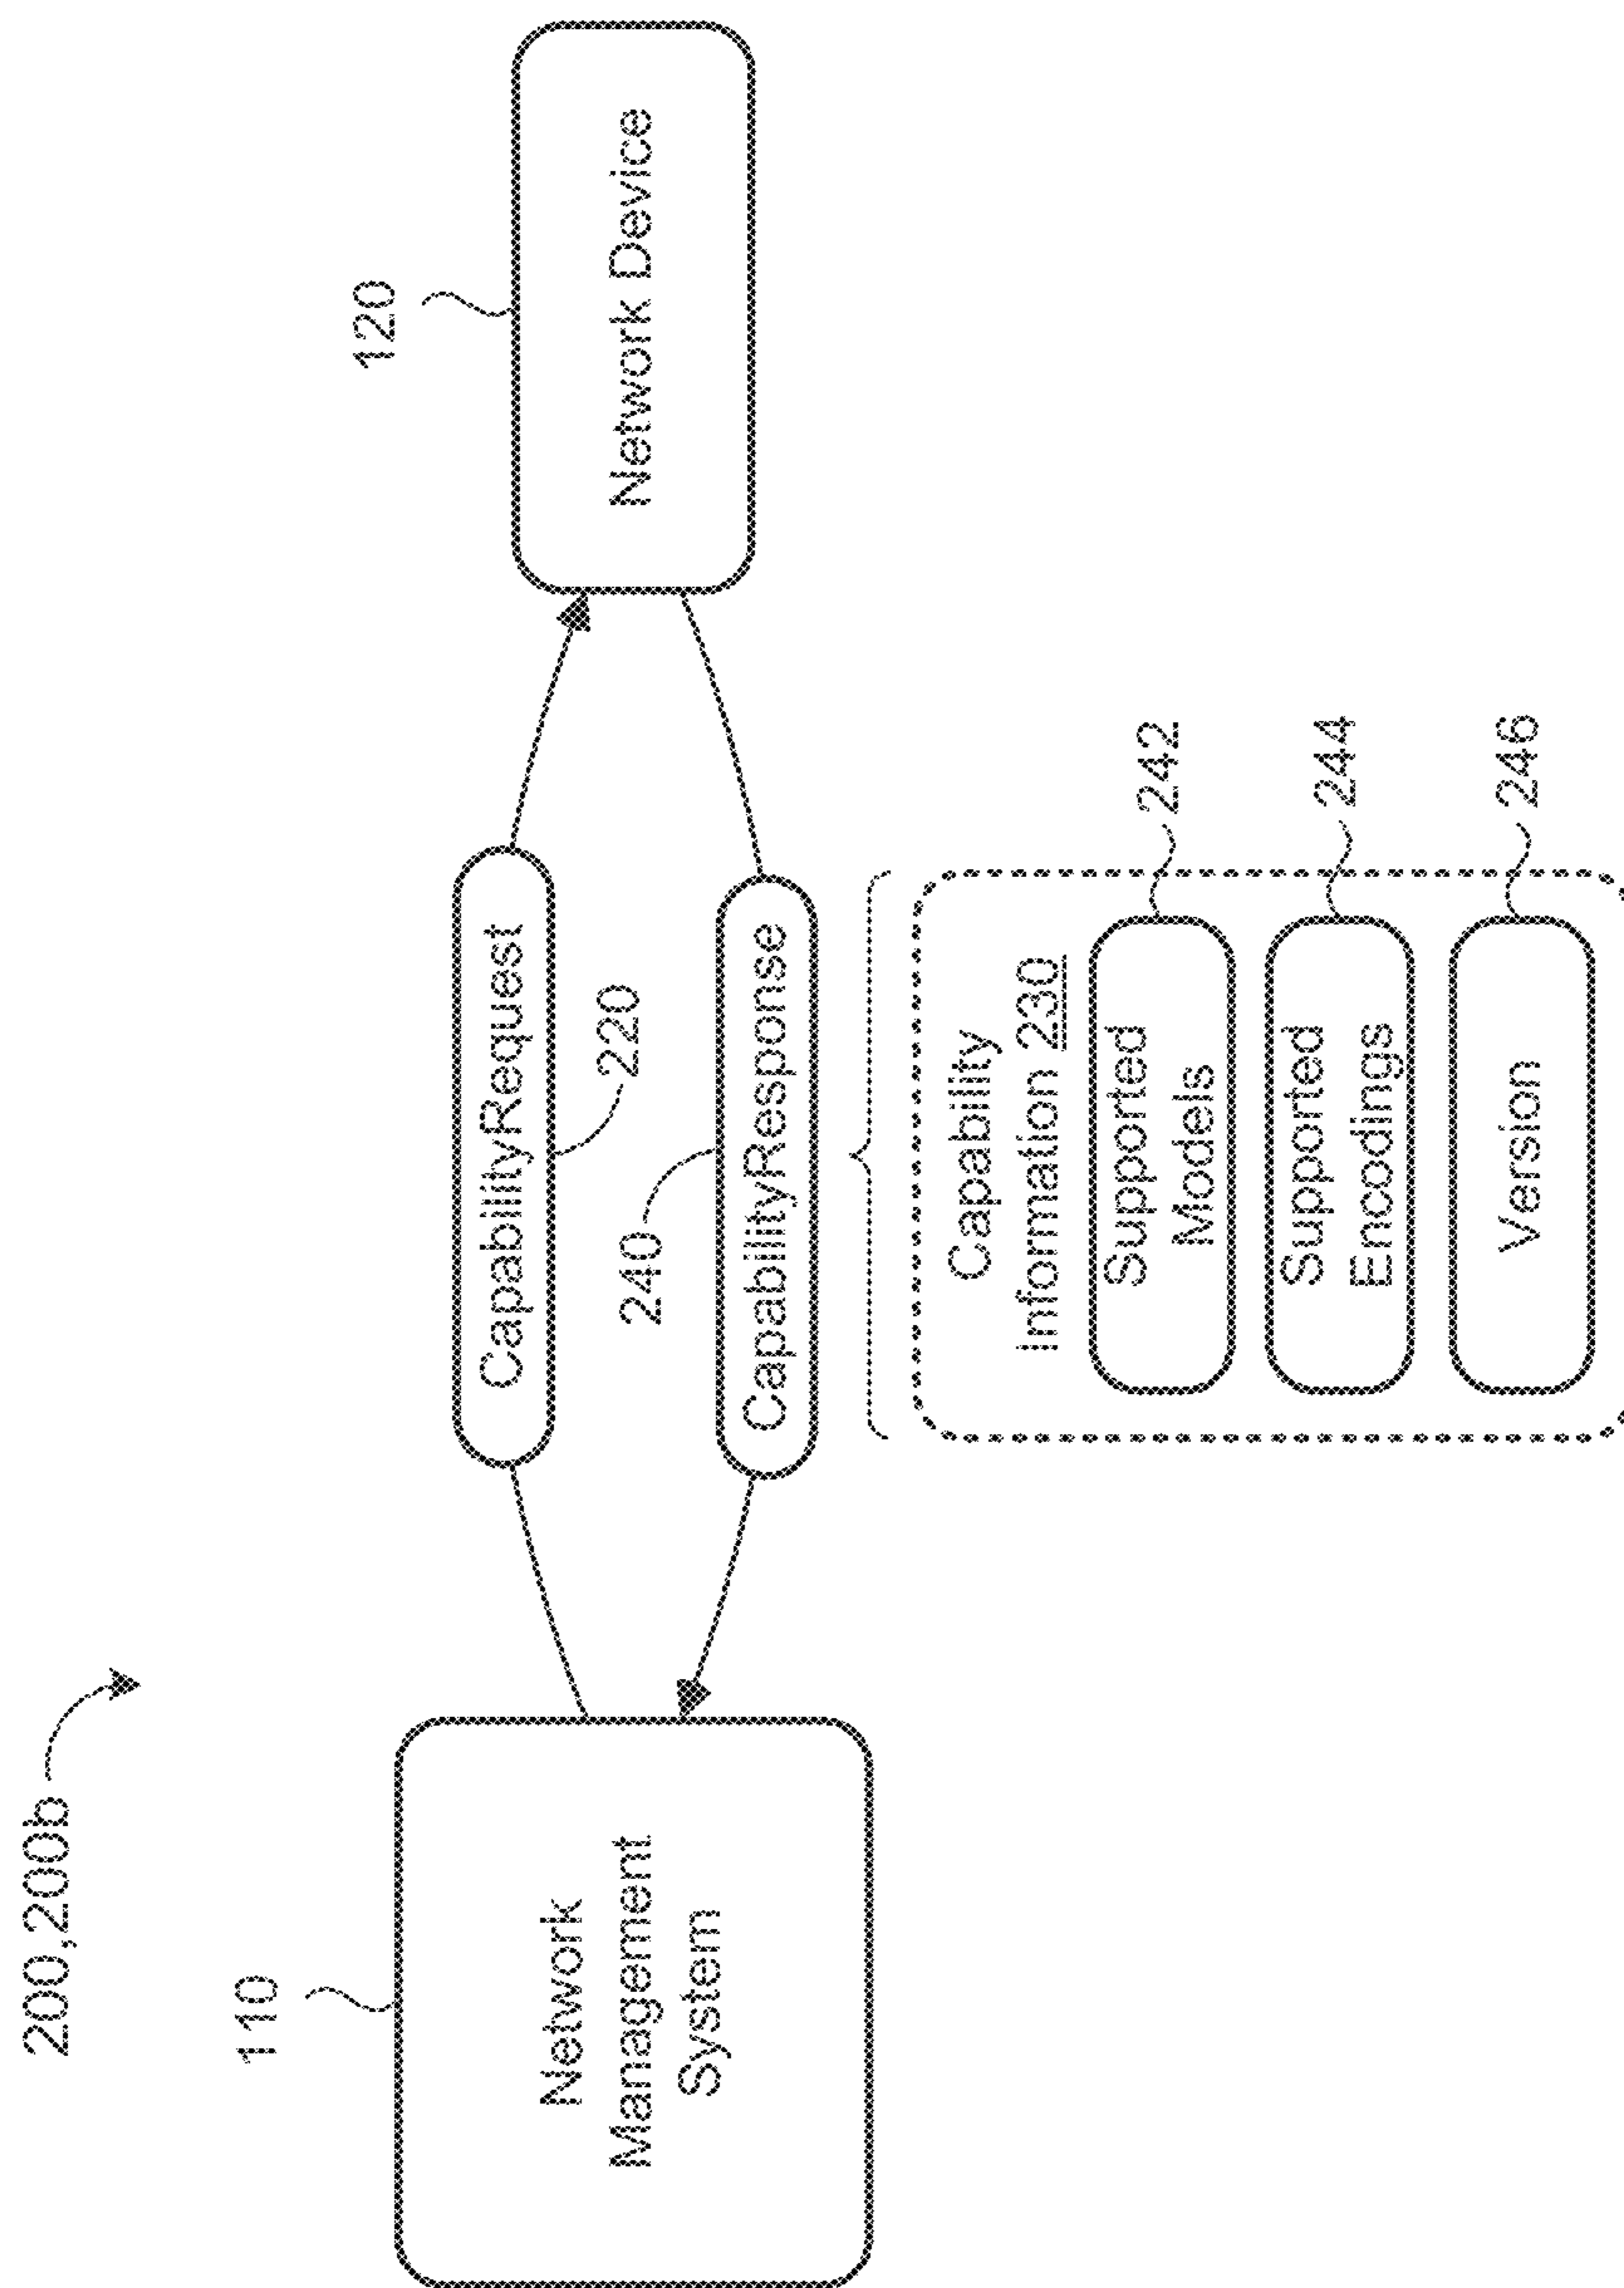 200,200b
110
Network
Management
System
CapabilityRequest
220
240
CapabilityResponse
120
Network Device
Capability
Information 230
Supported
Models
242
Supported
Encodings
244
Version
246